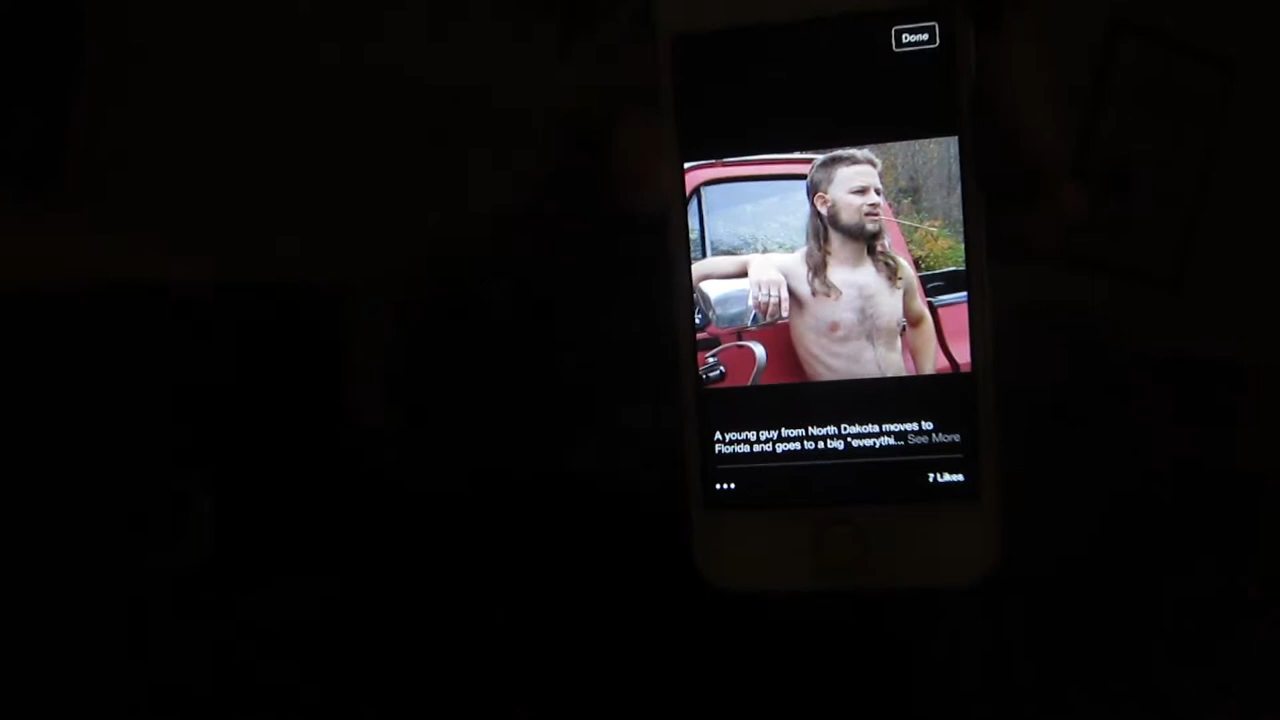 Done
A young guy from North Dakota moves to
Florida and goes to a big "everythi... See More
7 Likes